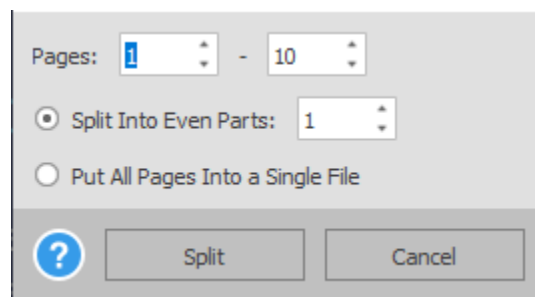 Pages: 1 - 10
Split Into Even Parts: 1
Put All Pages Into a Single File
? Split Cancel